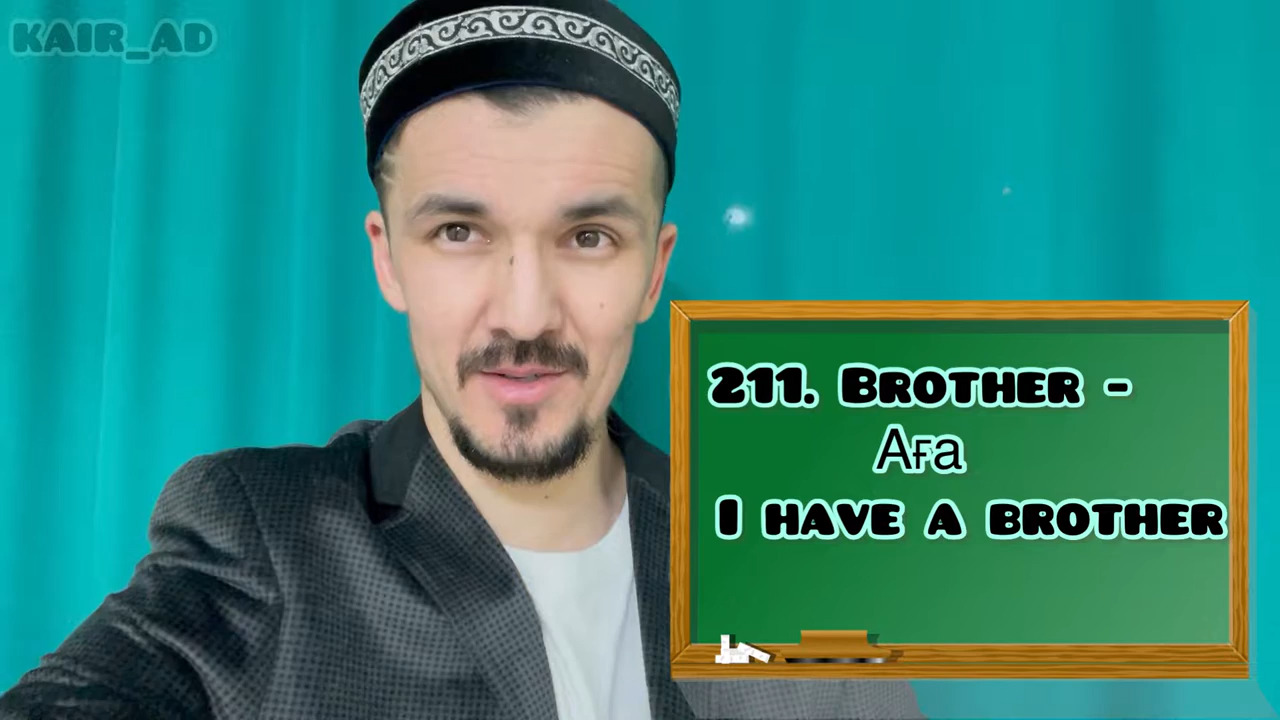 KAIR_AD
211. Brother -
Аға
I have a brother